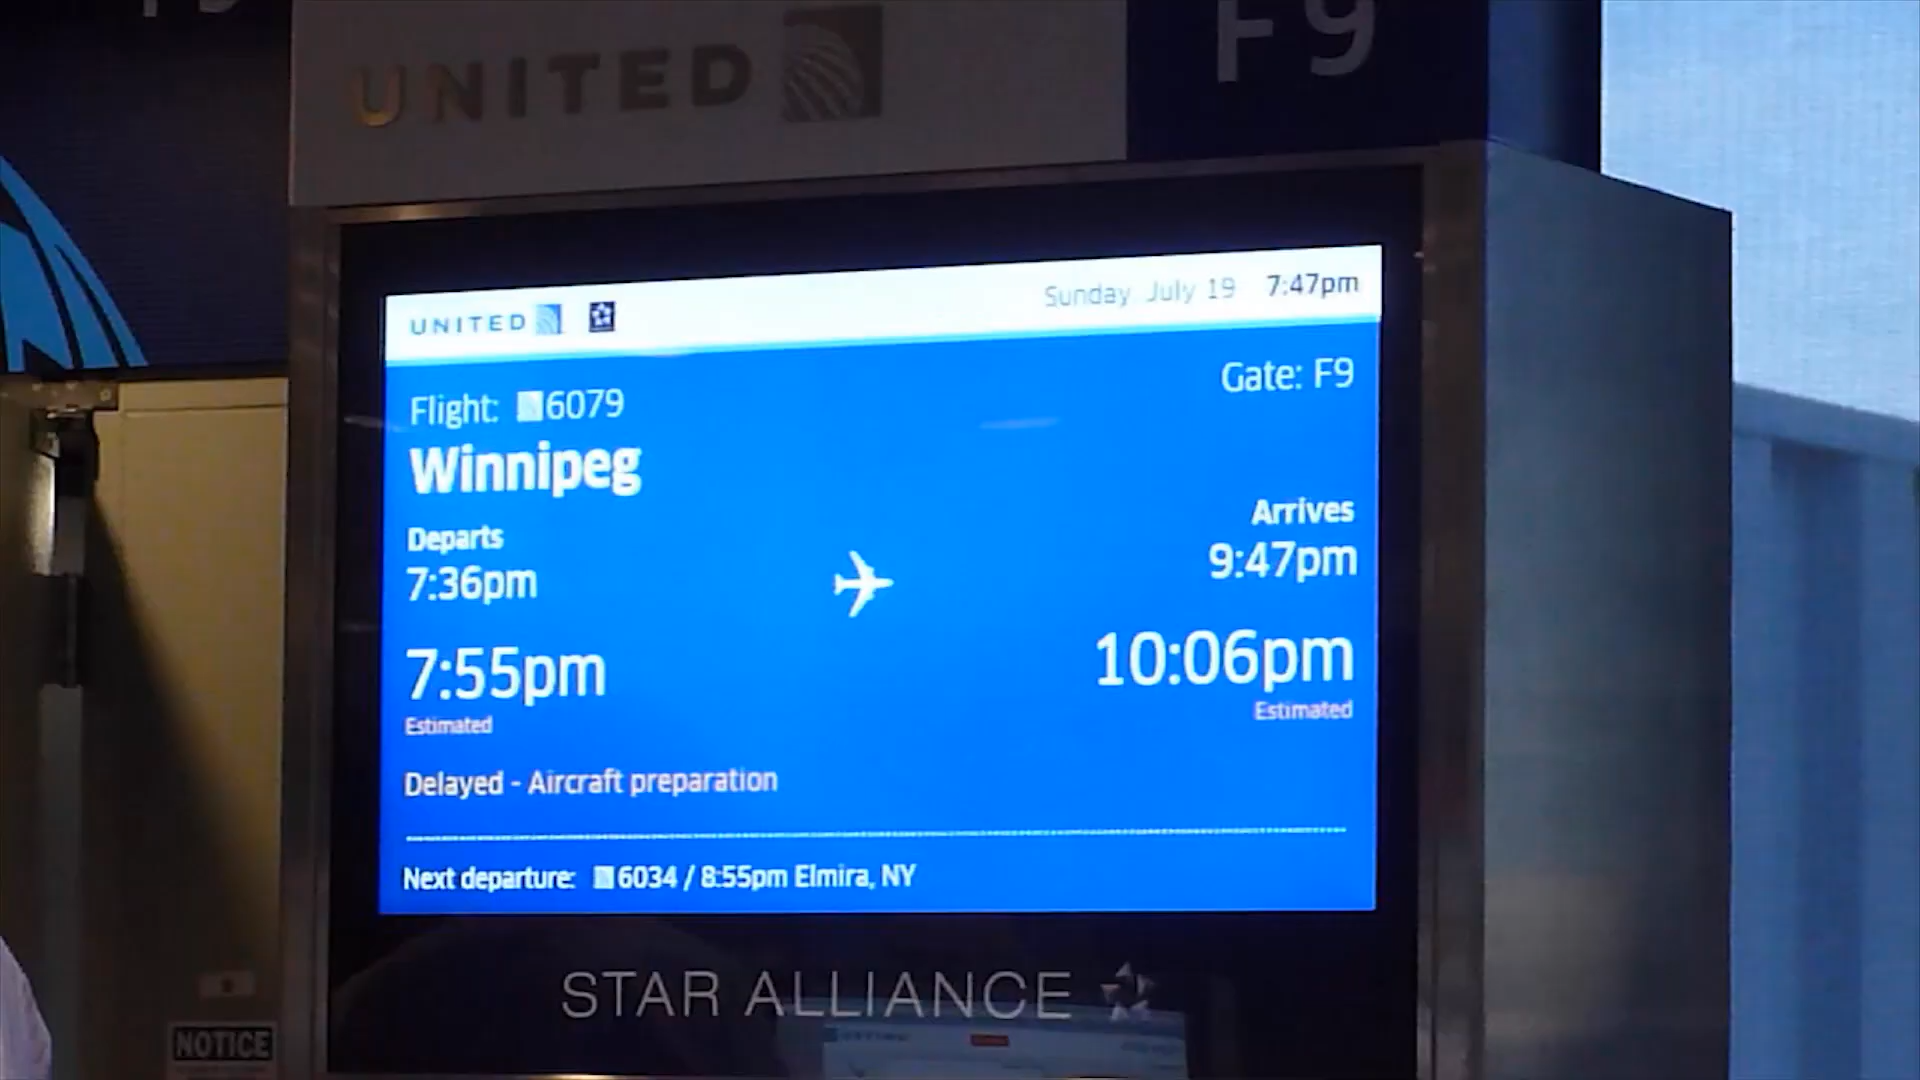 UNITED
F9
UNITED
Sunday July 19 7:47pm
Flight: 6079
Gate: F9
Winnipeg
Departs
7:36pm
Arrives
9:47pm
7:55pm
Estimated
10:06pm
Estimated
Delayed - Aircraft preparation
Next departure: 6034 / 8:55pm Elmira, NY
STAR ALLIANCE
NOTICE